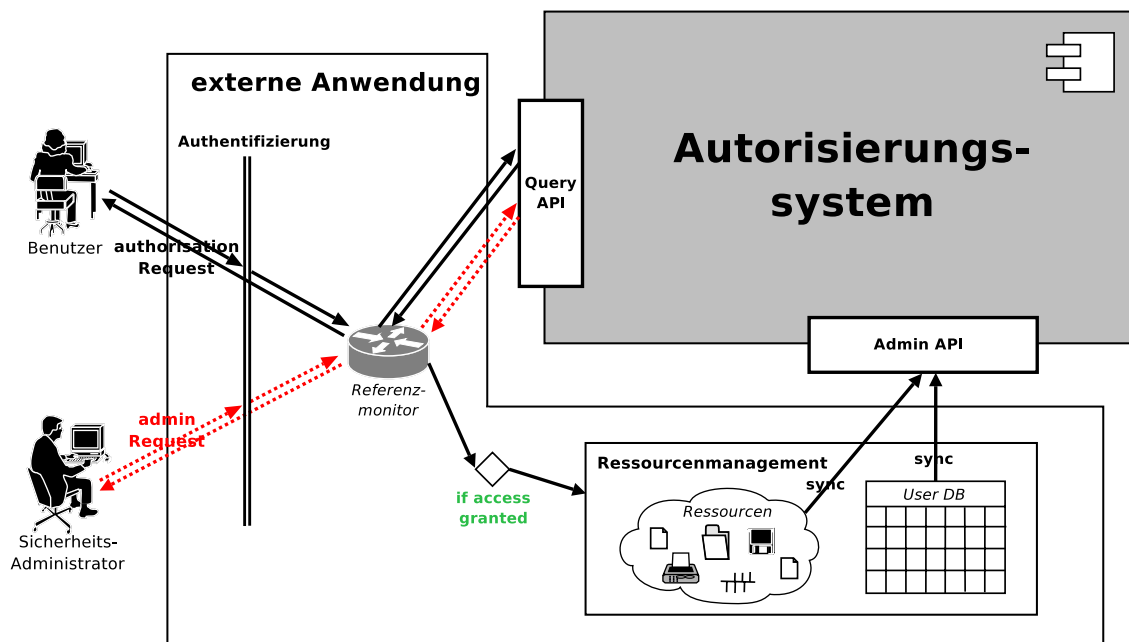 externe Anwendung
Authentifizierung
Autorisierungs-
system
Query
API
Benutzer
authorisation
Request
Admin API
Referenz-
monitor
admin
Request
Sicherheits-
Administrator
if access
granted
Ressourcenmanagement
sync
sync
Ressourcen
User DB